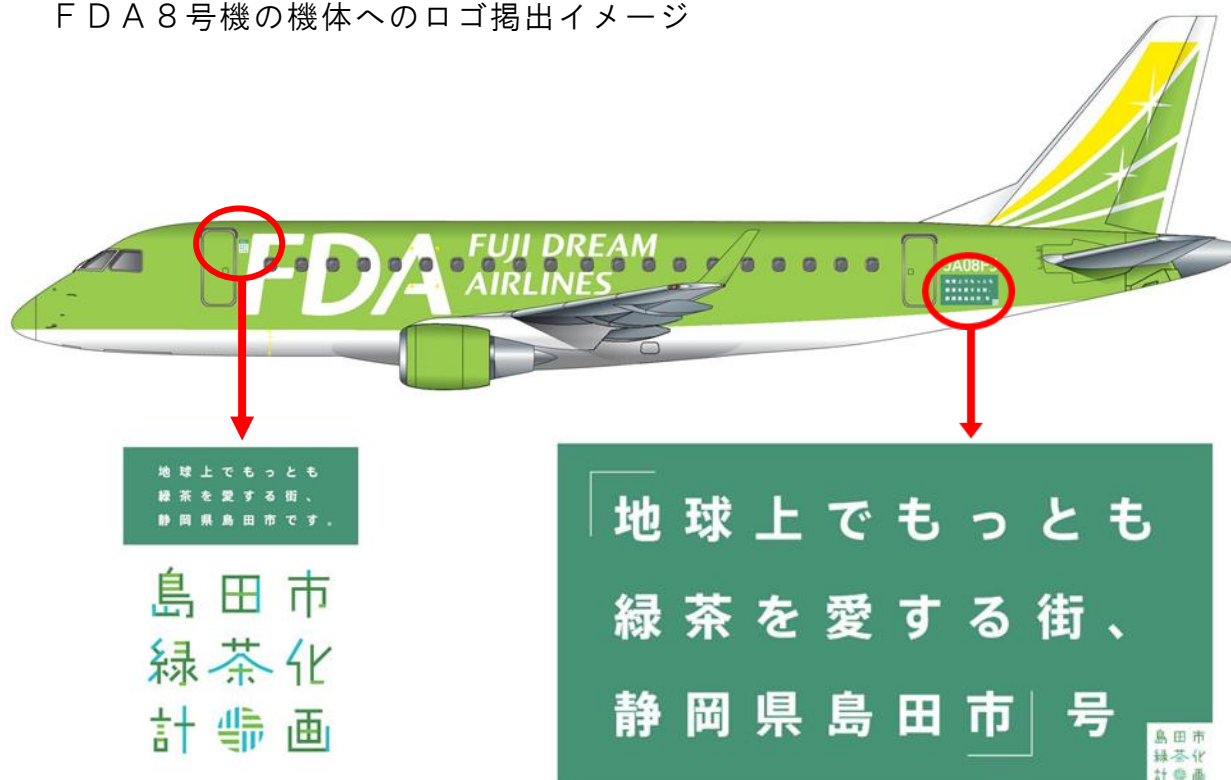 ＦＤＡ８号機の機体へのロゴ掲出イメージ
FDA
FUJI DREAM
AIRLINES
地球上でもっとも
緑茶を愛する街、
静岡県島田市です。
島田市
緑茶化
計画
「地球上でもっとも
緑茶を愛する街、
静岡県島田市」号
島田市
緑茶化
計画